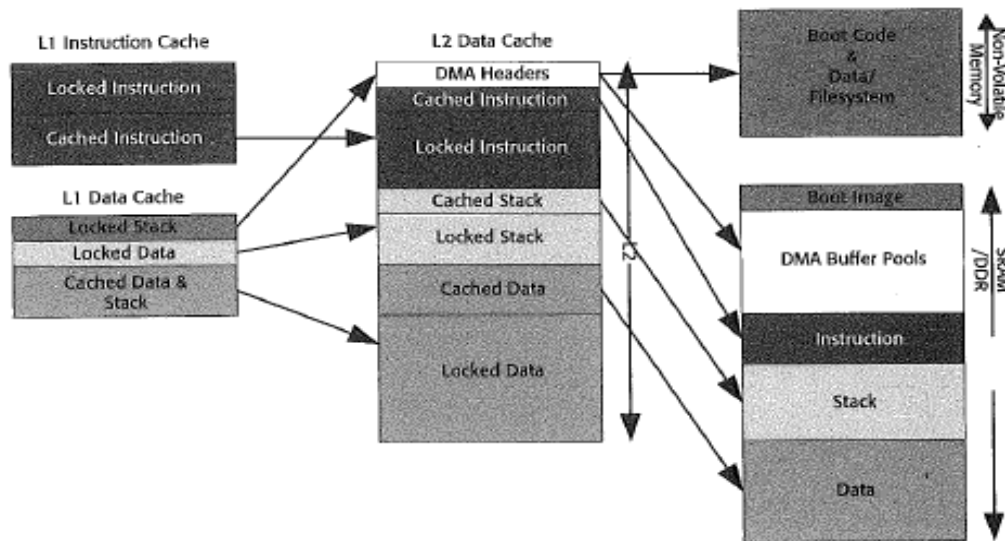 L1 Instruction Cache
Locked Instruction
Cached Instruction
L1 Data Cache
Locked Stack
Locked Data
Cached Data &
Stack
L2 Data Cache
DMA Headers
Cached Instruction
Locked Instruction
Cached Stack
Locked Stack
Cached Data
Locked Data
L2
Boot Code
&
Data/
Filesystem
Non-Volatile
Memory
Boot Image
DMA Buffer Pools
Instruction
Stack
Data
SRAM
/DDR